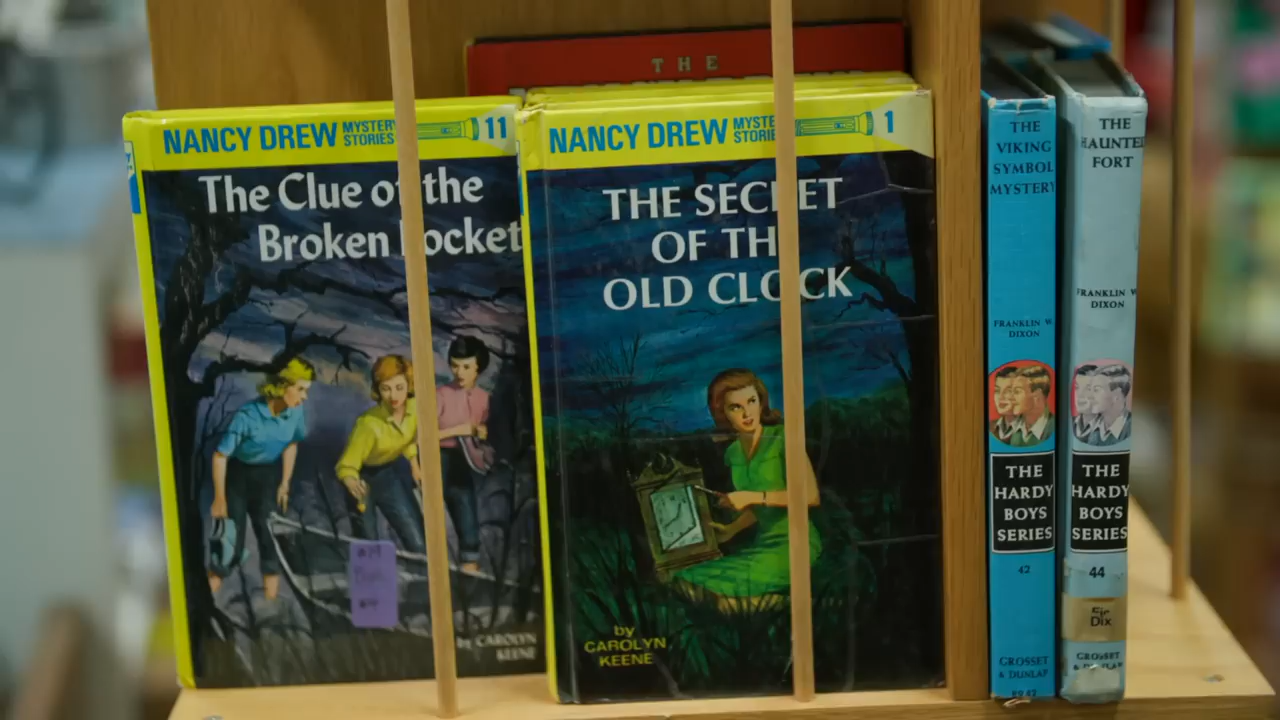 THE
NANCY DREW MYSTERY STORIES 11
The Clue of the
Broken Locket
by CAROLYN
KEENE
NANCY DREW MYSTERY STORIES 1
THE SECRET
OF THE
OLD CLOCK
by
CAROLYN
KEENE
THE
VIKING
SYMBOL
MYSTERY
FRANKLIN W.
DIXON
THE
HARDY
BOYS
SERIES
42
GROSSET
& DUNLAP
THE
HAUNTED
FORT
FRANKLIN W.
DIXON
THE
HARDY
BOYS
SERIES
44
Fic
Dix
GROSSET
& DUNLAP